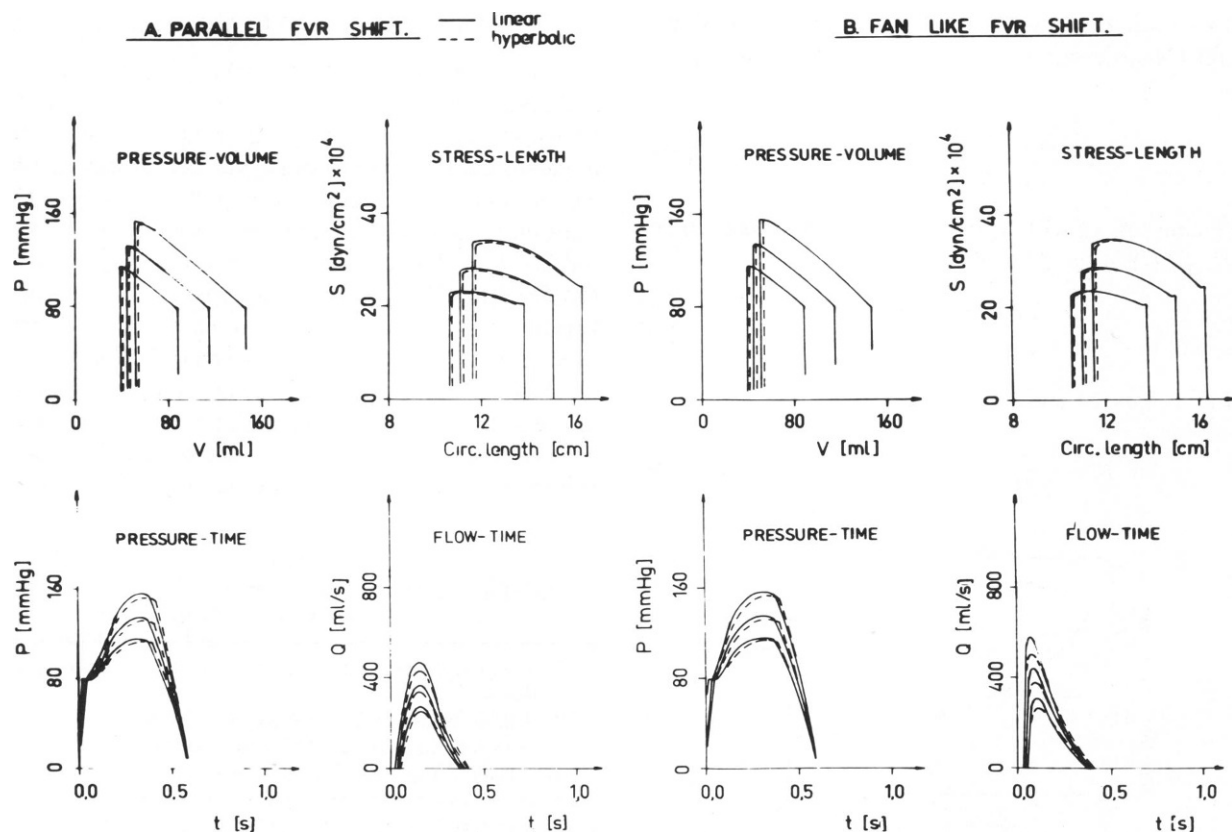 A. PARALLEL FVR SHIFT.
linear
hyperbolic
B. FAN LIKE FVR SHIFT.
PRESSURE-VOLUME
P [mmHg]
160
80
0
0
80
160
V [ml]
STRESS-LENGTH
S [dyn/cm²]×10⁴
40
20
0
8
12
16
Circ. length [cm]
PRESSURE-VOLUME
P [mmHg]
160
80
0
0
80
160
V [ml]
STRESS-LENGTH
S [dyn/cm²]×10⁴
40
20
0
8
12
16
Circ. length [cm]
PRESSURE-TIME
P [mmHg]
160
80
0
0,0
0,5
1,0
t [s]
FLOW-TIME
Q [ml/s]
800
400
0
0,0
0,5
1,0
t [s]
PRESSURE-TIME
P [mmHg]
160
80
0
0,0
0,5
1,0
t [s]
FLOW-TIME
Q [ml/s]
800
400
0
0,0
0,5
1,0
t [s]